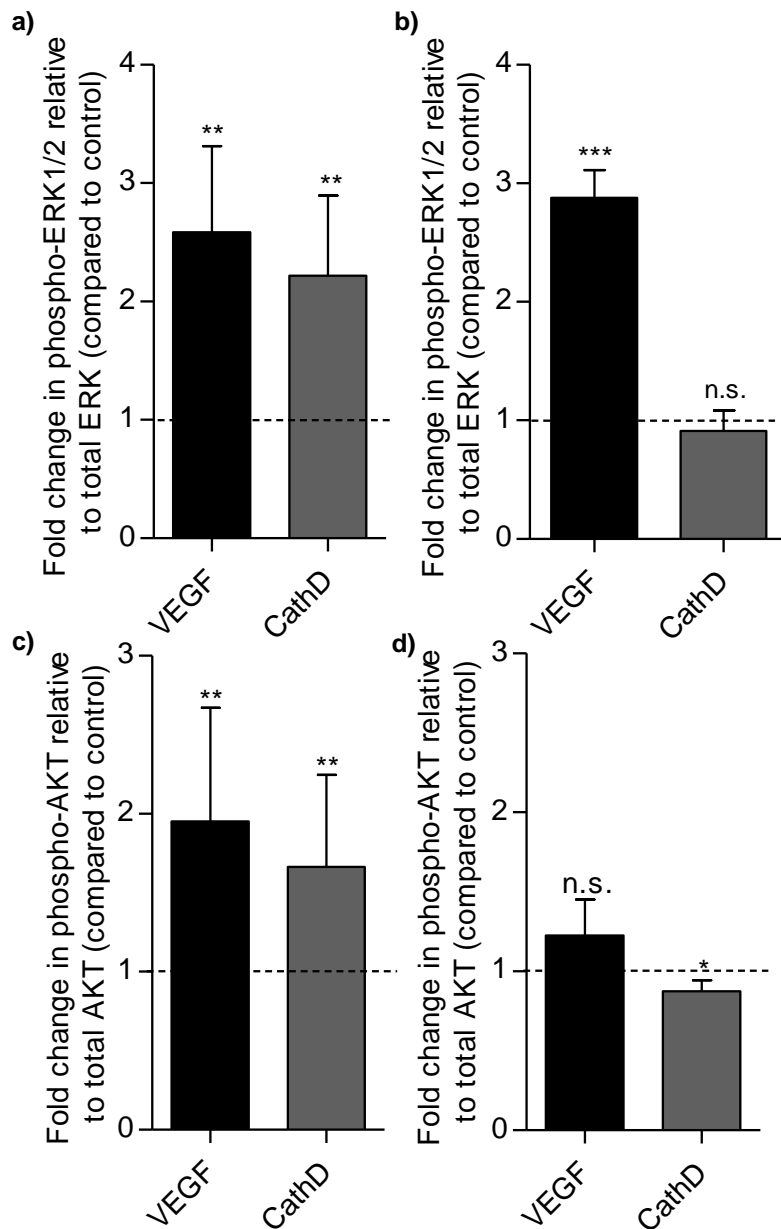 a)
Fold change in phospho-ERK1/2 relative
to total ERK (compared to control)
4
3
2
1
0
**
**
VEGF
CathD
b)
Fold change in phospho-ERK1/2 relative
to total ERK (compared to control)
4
3
2
1
0
***
n.s.
VEGF
CathD
c)
Fold change in phospho-AKT relative
to total AKT (compared to control)
3
2
1
0
**
**
VEGF
CathD
d)
Fold change in phospho-AKT relative
to total AKT (compared to control)
3
2
1
0
n.s.
*
VEGF
CathD